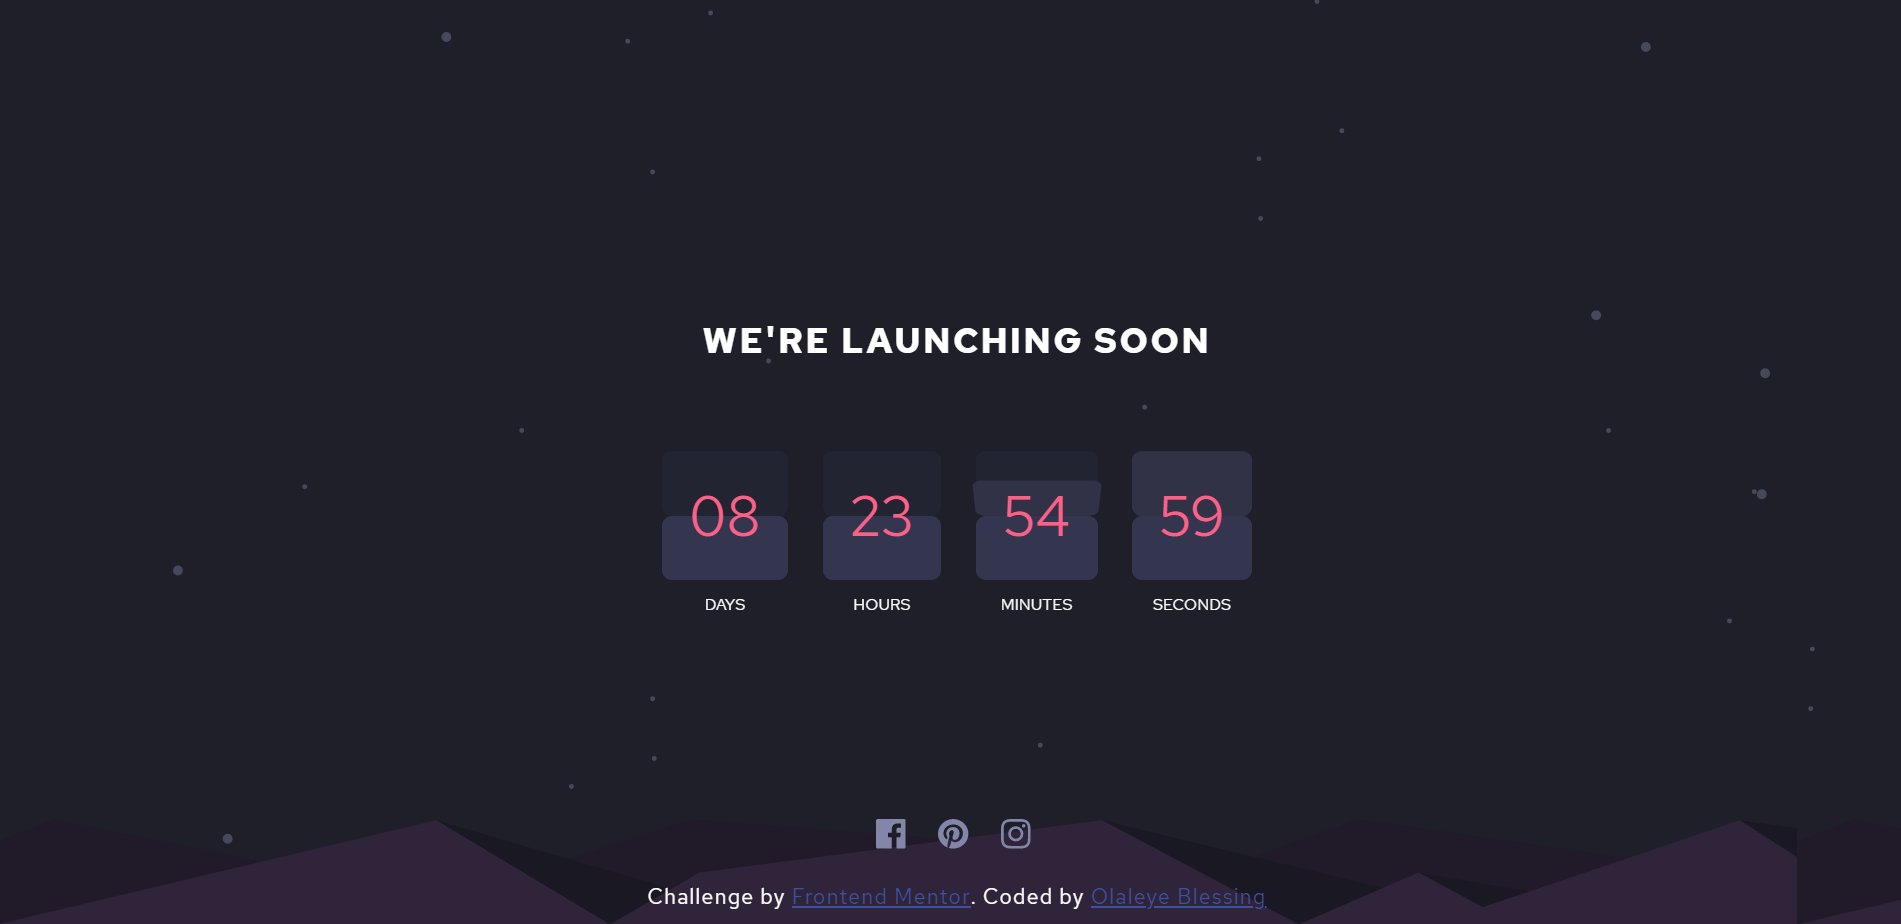 WE'RE LAUNCHING SOON
08 23 54 59
DAYS HOURS MINUTES SECONDS
Challenge by Frontend Mentor. Coded by Olaleye Blessing